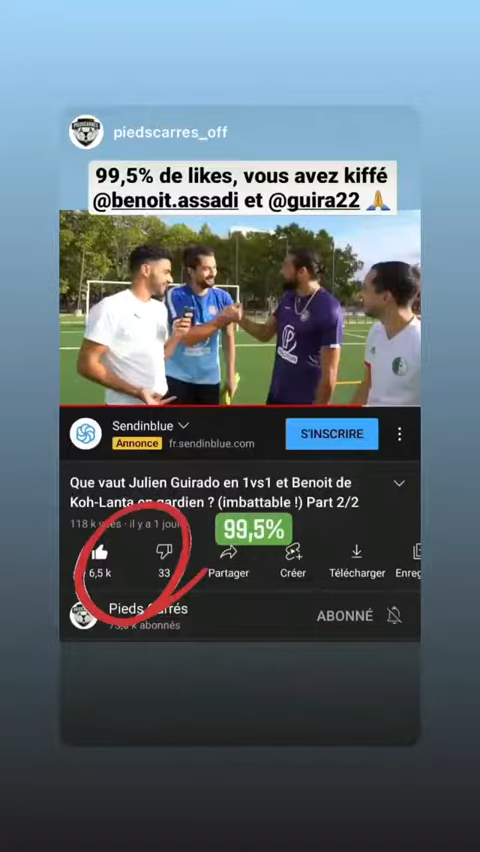 piedscarres_off
99,5% de likes, vous avez kiffé
@benoit.assadi et @guira22 🙏
Sendinblue
Annonce fr.sendinblue.com
S'INSCRIRE
Que vaut Julien Guirado en 1vs1 et Benoit de
Koh-Lanta en gardien ? (imbattable !) Part 2/2
118 k vues · il y a 1 jour
99,5%
6,5 k
33
Partager
Créer
Télécharger
Enreg
Pieds Carrés
k abonnés
ABONNÉ